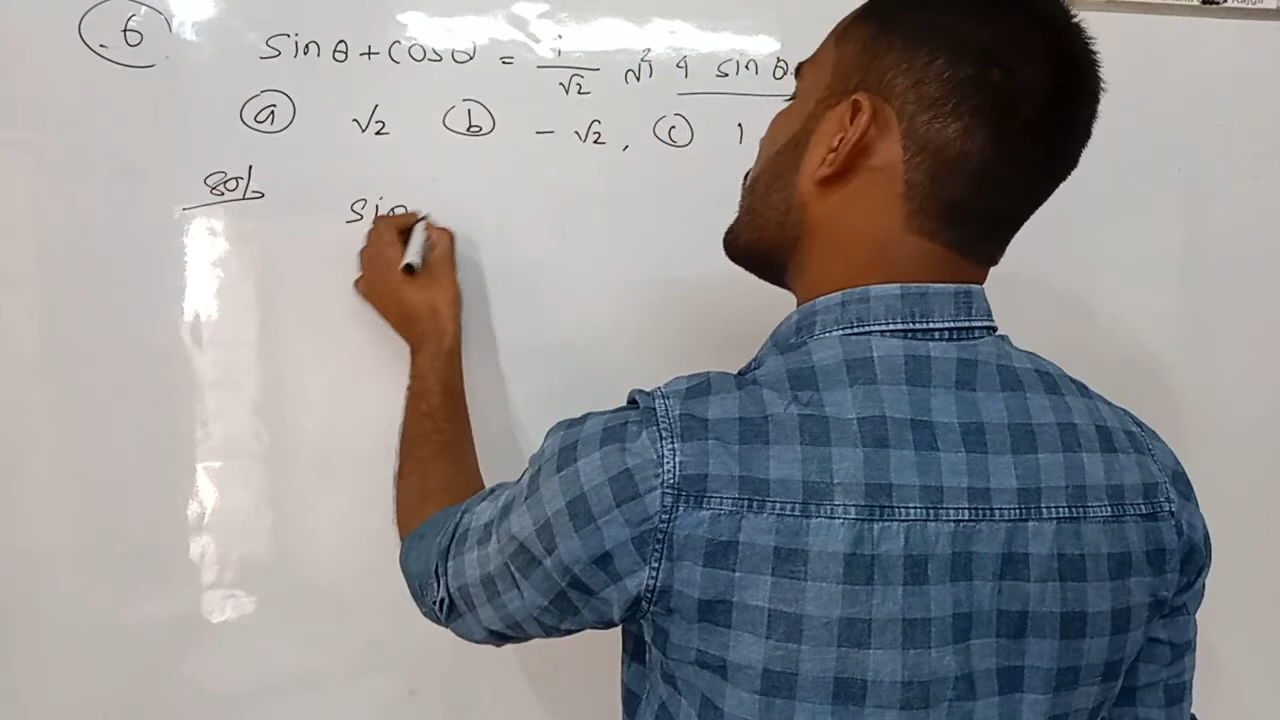 6 sinθ + cosθ = 1/√2 4 sinθ.
(a) √2 (b) -√2, (c) 1
Sol
sin